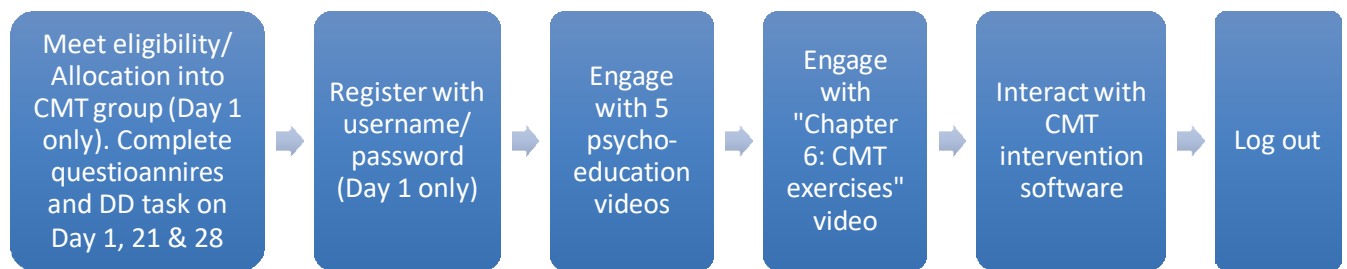 Meet eligibility/
Allocation into
CMT group (Day 1
only). Complete
questioannires
and DD task on
Day 1, 21 & 28
Register with
username/
password
(Day 1 only)
Engage
with 5
psycho-
education
videos
Engage
with
"Chapter
6: CMT
exercises"
video
Interact with
CMT
intervention
software
Log out